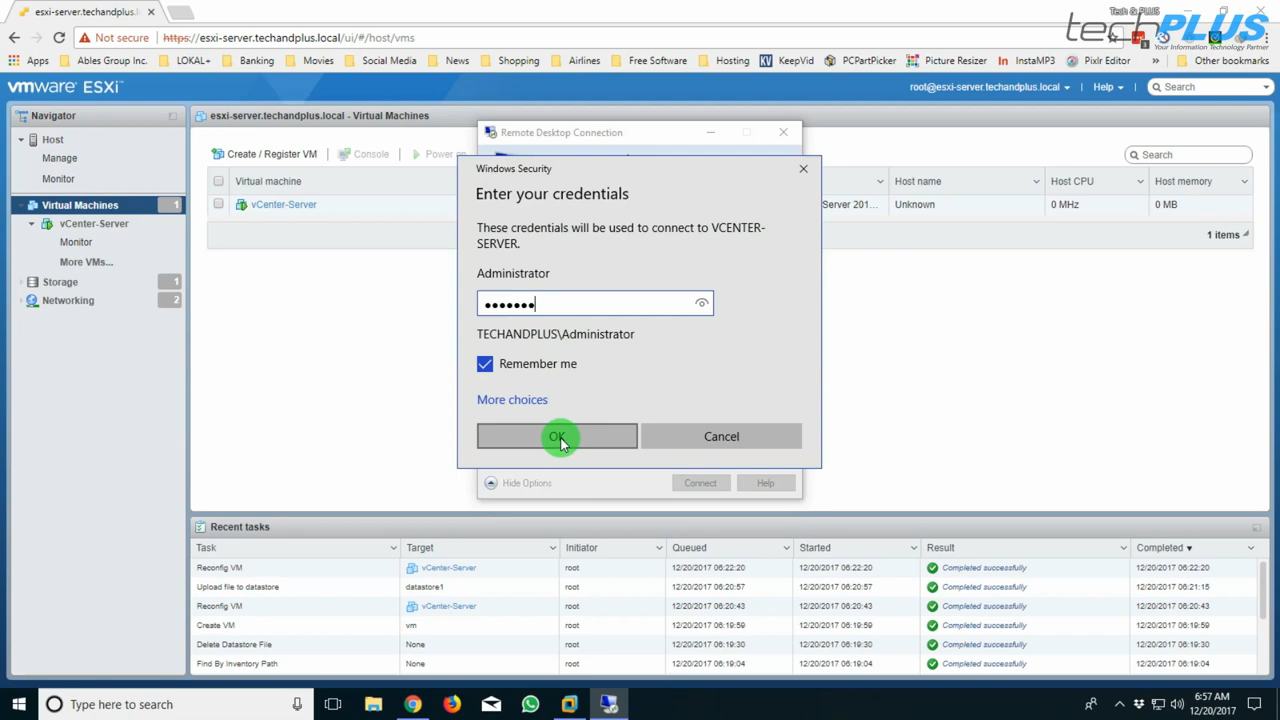 esxi-server.techandplus.local
Tech & PLUS
techPLUS
Your Information Technology Partner
Not secure https://esxi-server.techandplus.local/ui/#/host/vms
Apps Ables Group Inc. LOKAL+ Banking Movies Social Media News Shopping Airlines Free Software Hosting KeepVid PCPartPicker Picture Resizer InstaMP3 Pixlr Editor Other bookmarks
vmware ESXi
root@esxi-server.techandplus.local Help Search
Navigator
Host
Manage
Monitor
Virtual Machines 1
vCenter-Server
Monitor
More VMs...
Storage 1
Networking 2
esxi-server.techandplus.local - Virtual Machines
Create / Register VM Console Power on
Search
Virtual machine Host name Host CPU Host memory
vCenter-Server Server 201... Unknown 0 MHz 0 MB
1 items
Remote Desktop Connection
Windows Security
Enter your credentials
These credentials will be used to connect to VCENTER-
SERVER.
Administrator
•••••••
TECHANDPLUS\Administrator
Remember me
More choices
OK Cancel
Hide Options Connect Help
Recent tasks
Task Target Initiator Queued Started Result Completed
Reconfig VM vCenter-Server root 12/20/2017 06:22:20 12/20/2017 06:22:20 Completed successfully 12/20/2017 06:22:20
Upload file to datastore datastore1 root 12/20/2017 06:20:57 12/20/2017 06:20:57 Completed successfully 12/20/2017 06:21:15
Reconfig VM vCenter-Server root 12/20/2017 06:20:43 12/20/2017 06:20:43 Completed successfully 12/20/2017 06:20:43
Create VM vm root 12/20/2017 06:19:59 12/20/2017 06:19:59 Completed successfully 12/20/2017 06:19:59
Delete Datastore File None root 12/20/2017 06:19:30 12/20/2017 06:19:30 Completed successfully 12/20/2017 06:19:30
Find By Inventory Path None root 12/20/2017 06:19:04 12/20/2017 06:19:04 Completed successfully 12/20/2017 06:19:04
Type here to search
6:57 AM
12/20/2017